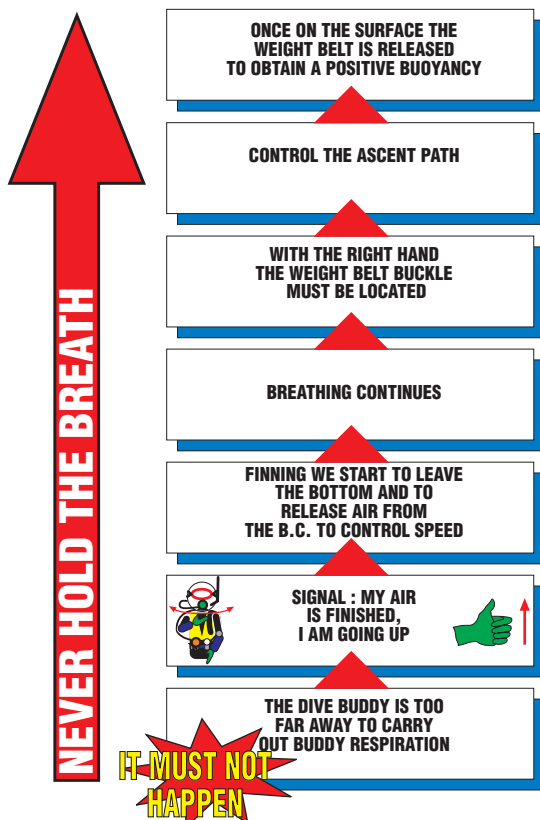 ONCE ON THE SURFACE THE
WEIGHT BELT IS RELEASED
TO OBTAIN A POSITIVE BUOYANCY
CONTROL THE ASCENT PATH
WITH THE RIGHT HAND
THE WEIGHT BELT BUCKLE
MUST BE LOCATED
BREATHING CONTINUES
FINNING WE START TO LEAVE
THE BOTTOM AND TO
RELEASE AIR FROM
THE B.C. TO CONTROL SPEED
SIGNAL : MY AIR
IS FINISHED,
I AM GOING UP
THE DIVE BUDDY IS TOO
FAR AWAY TO CARRY
OUT BUDDY RESPIRATION
IT MUST NOT
HAPPEN
NEVER HOLD THE BREATH